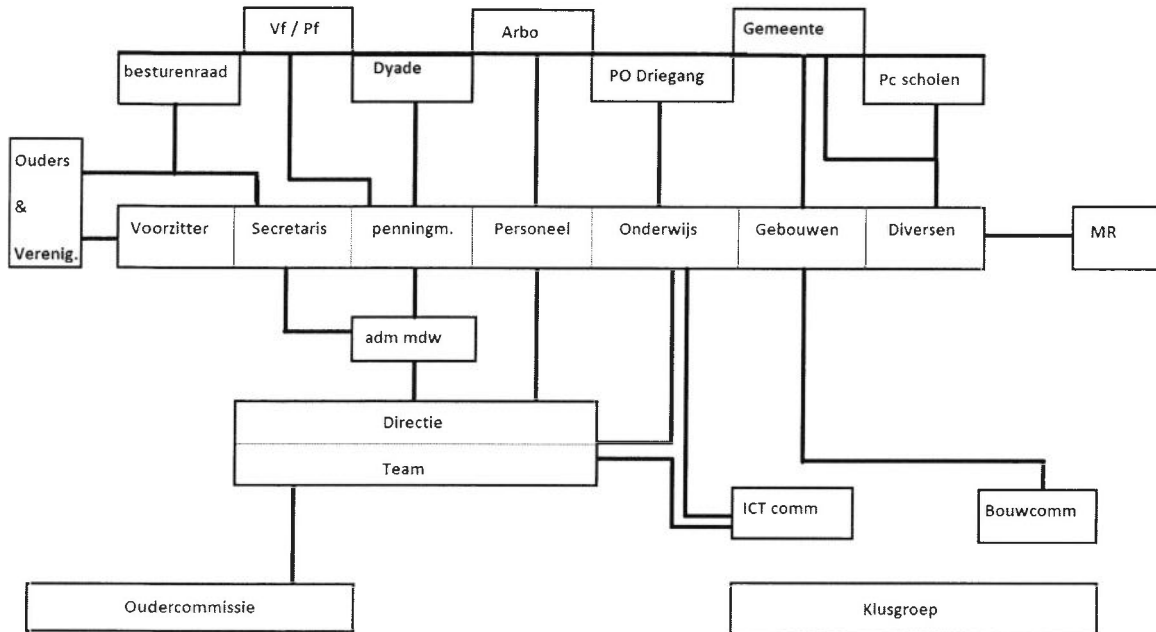 Vf / Pf
Arbo
Gemeente
besturenraad
Dyade
PO Driegang
Pc scholen
Ouders
&
Verenig.
Voorzitter
Secretaris
penningm.
Personeel
Onderwijs
Gebouwen
Diversen
MR
adm mdw
Directie
Team
ICT comm
Bouwcomm
Oudercommissie
Klusgroep